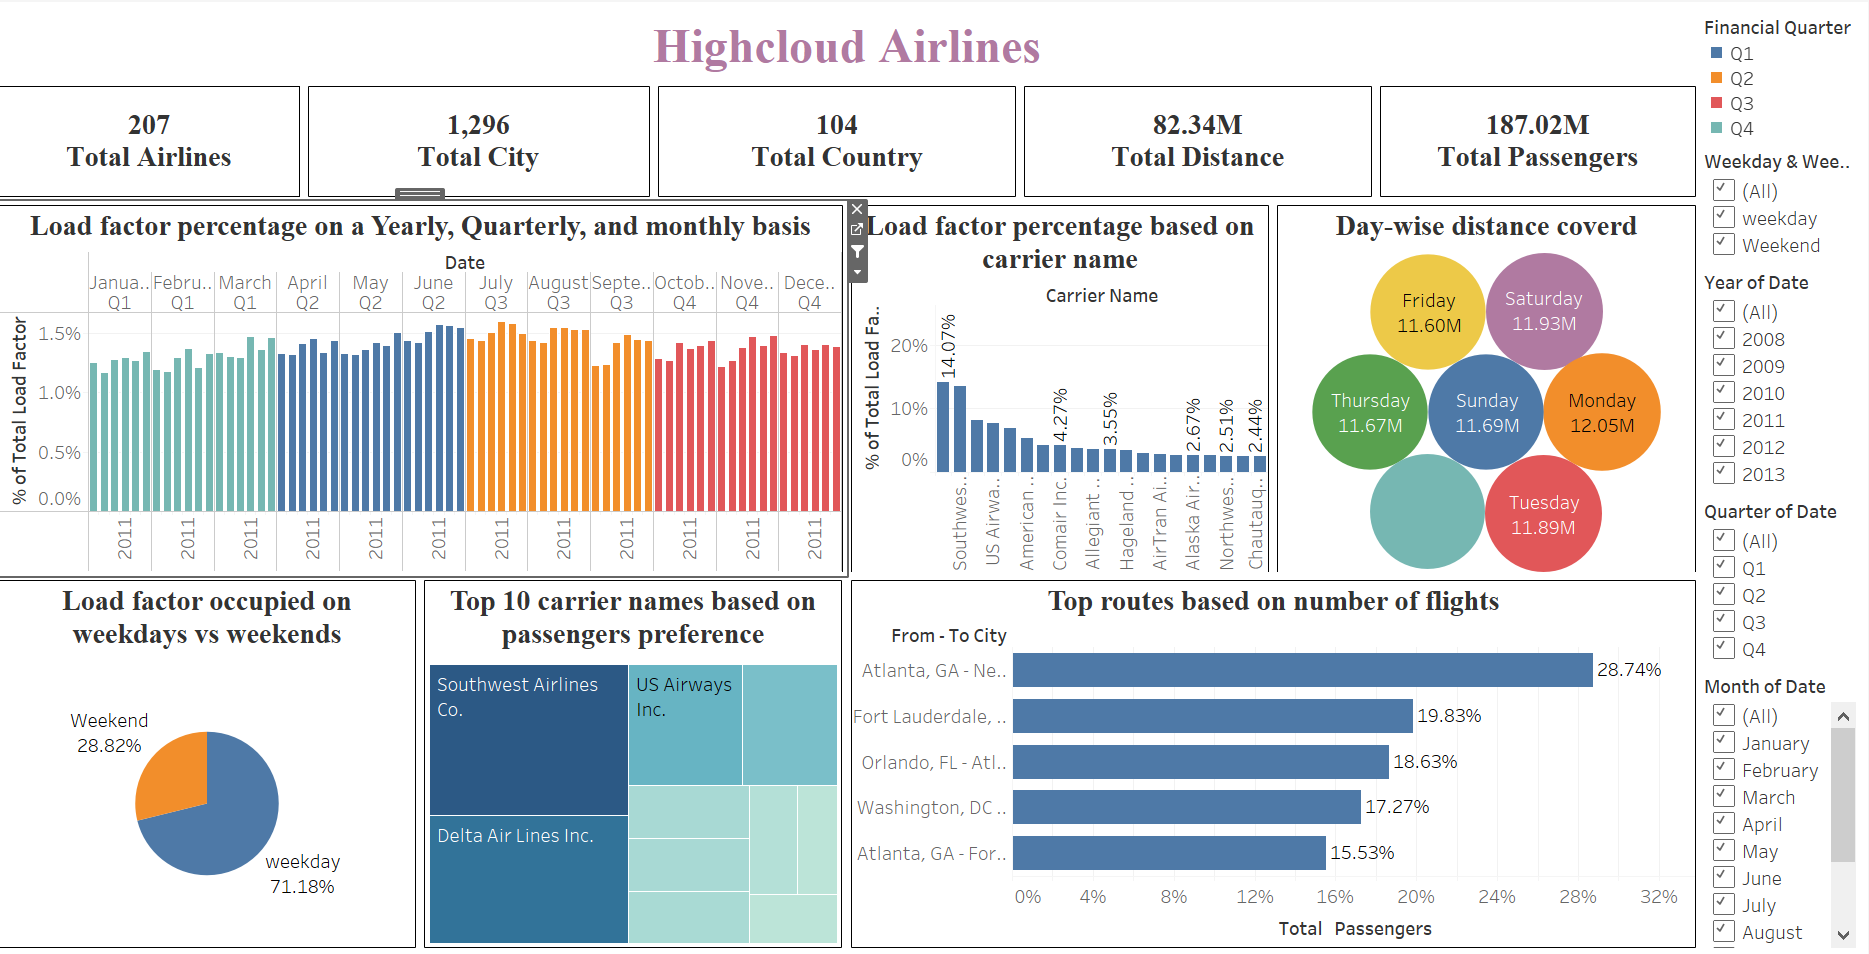 Highcloud Airlines
207
Total Airlines
1,296
Total City
104
Total Country
82.34M
Total Distance
187.02M
Total Passengers
Load factor percentage on a Yearly, Quarterly, and monthly basis
Date
Janua.. Febru.. March April May June July August Septe.. Octob.. Nove.. Dece..
Q1 Q1 Q1 Q2 Q2 Q2 Q3 Q3 Q3 Q4 Q4 Q4
% of Total Load Factor
1.5%
1.0%
0.5%
0.0%
2011 2011 2011 2011 2011 2011 2011 2011 2011 2011 2011 2011
Load factor percentage based on
carrier name
Carrier Name
% of Total Load Fa..
20%
10%
0%
14.07%
4.27%
3.55%
2.67%
2.51%
2.44%
Southwes..
US Airwa..
American ..
Comair Inc.
Allegiant ..
Hageland ..
AirTran Ai..
Alaska Air..
Northwes..
Chautauq..
Day-wise distance coverd
Friday
11.60M
Saturday
11.93M
Thursday
11.67M
Sunday
11.69M
Monday
12.05M
Tuesday
11.89M
Load factor occupied on
weekdays vs weekends
Weekend
28.82%
weekday
71.18%
Top 10 carrier names based on
passengers preference
Southwest Airlines
Co.
US Airways
Inc.
Delta Air Lines Inc.
Top routes based on number of flights
From - To City
Atlanta, GA - Ne..
28.74%
Fort Lauderdale, ..
19.83%
Orlando, FL - Atl..
18.63%
Washington, DC ..
17.27%
Atlanta, GA - For..
15.53%
0% 4% 8% 12% 16% 20% 24% 28% 32%
Total Passengers
Financial Quarter
Q1
Q2
Q3
Q4
Weekday & Wee..
(All)
weekday
Weekend
Year of Date
(All)
2008
2009
2010
2011
2012
2013
Quarter of Date
(All)
Q1
Q2
Q3
Q4
Month of Date
(All)
January
February
March
April
May
June
July
August